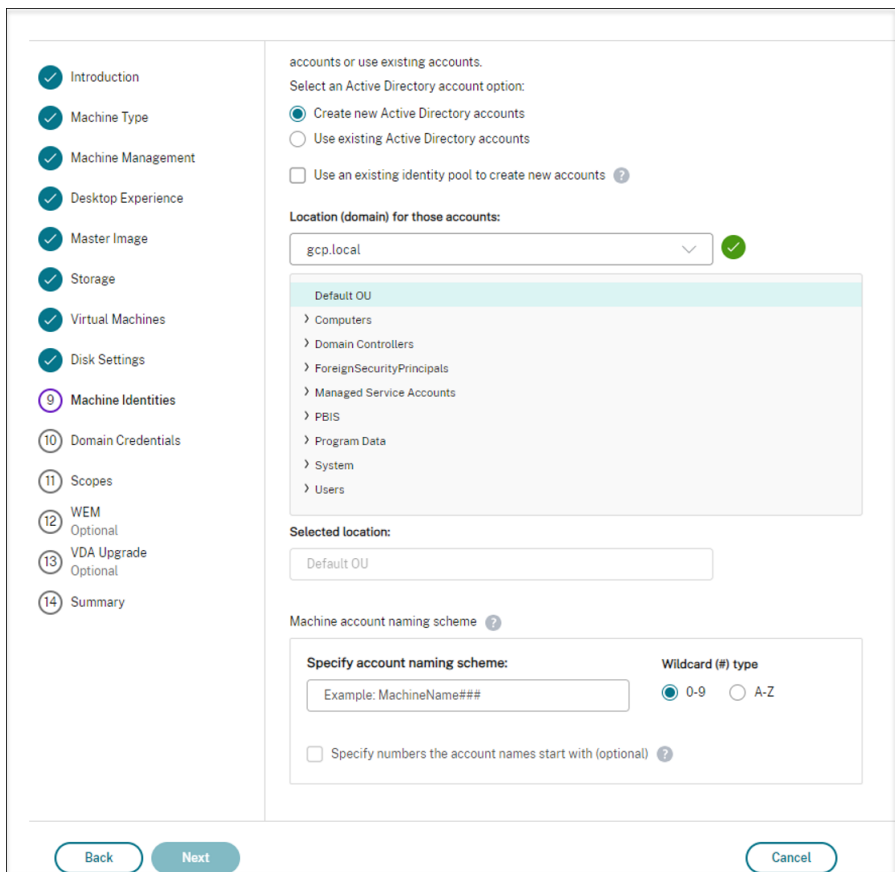 accounts or use existing accounts.
Select an Active Directory account option:
Create new Active Directory accounts
Use existing Active Directory accounts
Use an existing identity pool to create new accounts ?
Location (domain) for those accounts:
gcp.local
Default OU
Computers
Domain Controllers
ForeignSecurityPrincipals
Managed Service Accounts
PBIS
Program Data
System
Users
Selected location:
Default OU
Machine account naming scheme ?
Specify account naming scheme:
Example: MachineName###
Wildcard (#) type
0-9 A-Z
Specify numbers the account names start with (optional) ?
Introduction
Machine Type
Machine Management
Desktop Experience
Master Image
Storage
Virtual Machines
Disk Settings
9 Machine Identities
10 Domain Credentials
11 Scopes
12 WEM
Optional
13 VDA Upgrade
Optional
14 Summary
Back
Next
Cancel